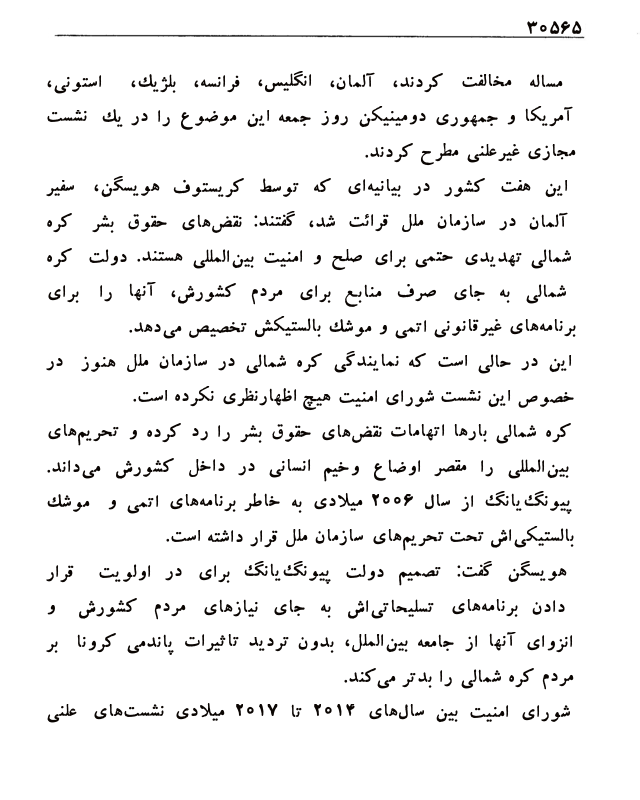 ۳۰۵۶۵
مساله مخالفت کردند، آلمان، انگلیس، فرانسه، بلژیك، استونی،
آمریکا و جمهوری دومینیکن روز جمعه این موضوع را در یك نشست
مجازی غیرعلنی مطرح کردند.
این هفت کشور در بیانیه‌ای که توسط کریستوف هویسگن، سفیر
آلمان در سازمان ملل قرائت شد، گفتند: نقض‌های حقوق بشر کره
شمالی تهدیدی حتمی برای صلح و امنیت بین‌المللی هستند. دولت کره
شمالی به جای صرف منابع برای مردم کشورش، آنها را برای
برنامه‌های غیرقانونی اتمی و موشك بالستیکش تخصیص می‌دهد.
این در حالی است که نمایندگی کره شمالی در سازمان ملل هنوز در
خصوص این نشست شورای امنیت هیچ اظهارنظری نکرده است.
کره شمالی بارها اتهامات نقض‌های حقوق بشر را رد کرده و تحریم‌های
بین‌المللی را مقصر اوضاع وخیم انسانی در داخل کشورش می‌داند.
پیونگ‌یانگ از سال ۲۰۰۶ میلادی به خاطر برنامه‌های اتمی و موشك
بالستیکی‌اش تحت تحریم‌های سازمان ملل قرار داشته است.
هویسگن گفت: تصمیم دولت پیونگ‌یانگ برای در اولویت قرار
دادن برنامه‌های تسلیحاتی‌اش به جای نیازهای مردم کشورش و
انزوای آنها از جامعه بین‌الملل، بدون تردید تاثیرات پاندمی کرونا بر
مردم کره شمالی را بدتر می‌کند.
شورای امنیت بین سال‌های ۲۰۱۴ تا ۲۰۱۷ میلادی نشست‌های علنی